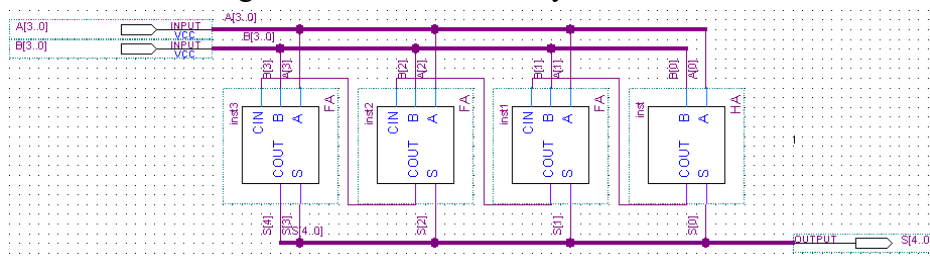 A[3..0]
INPUT
VCC
A[3..0]
B[3..0]
INPUT
VCC
B[3..0]
B[3]
A[3]
B[2]
A[2]
B[1]
A[1]
B[0]
A[0]
inst3
CIN
B
A
COUT
S
FA
inst2
CIN
B
A
COUT
S
FA
inst1
CIN
B
A
COUT
S
FA
inst
B
A
COUT
S
HA
1
S[4]
S[3]
S[4..0]
S[2]
S[1]
S[0]
OUTPUT
S[4..0